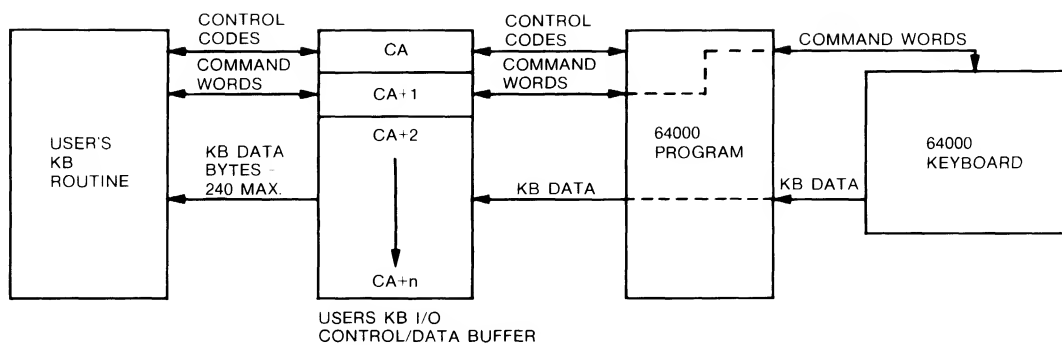 CONTROL
CODES
COMMAND
WORDS
USER'S
KB
ROUTINE
KB DATA
BYTES -
240 MAX.
CA
CA+1
CA+2
CA+n
USERS KB I/O
CONTROL/DATA BUFFER
CONTROL
CODES
COMMAND
WORDS
KB DATA
64000
PROGRAM
COMMAND WORDS
KB DATA
64000
KEYBOARD